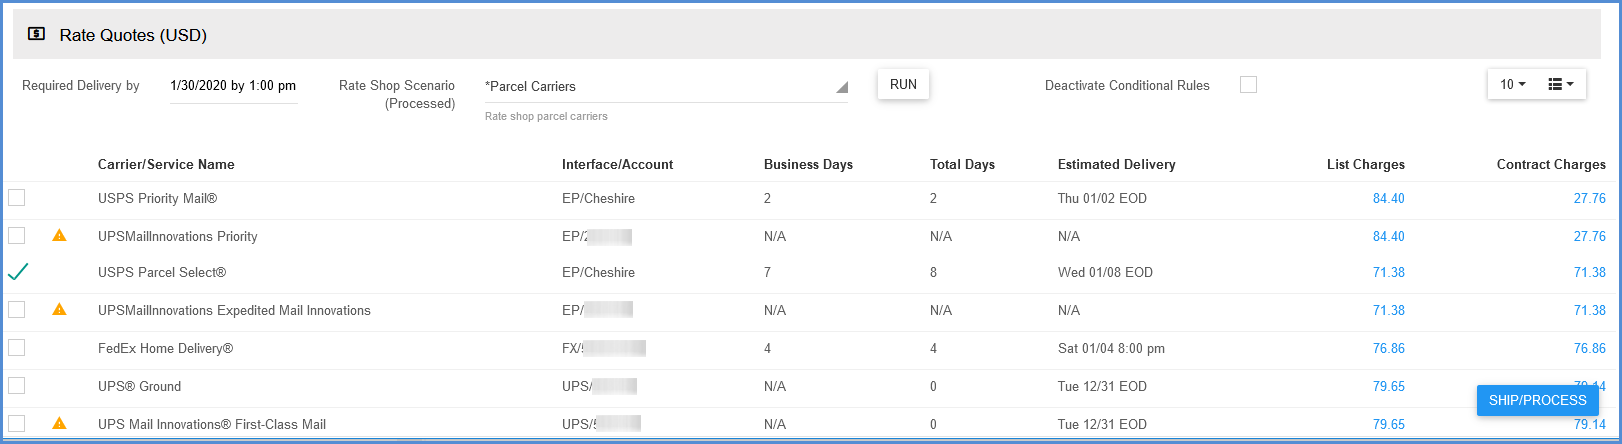 Rate Quotes (USD)
Required Delivery by 1/30/2020 by 1:00 pm Rate Shop Scenario (Processed) *Parcel Carriers RUN Deactivate Conditional Rules 10
Rate shop parcel carriers
Carrier/Service Name Interface/Account Business Days Total Days Estimated Delivery List Charges Contract Charges
USPS Priority Mail® EP/Cheshire 2 2 Thu 01/02 EOD 84.40 27.76
UPSMailInnovations Priority EP/ N/A N/A N/A 84.40 27.76
USPS Parcel Select® EP/Cheshire 7 8 Wed 01/08 EOD 71.38 71.38
UPSMailInnovations Expedited Mail Innovations EP/ N/A N/A N/A 71.38 71.38
FedEx Home Delivery® FX/ 4 4 Sat 01/04 8:00 pm 76.86 76.86
UPS® Ground UPS/ N/A 0 Tue 12/31 EOD 79.65 79.14
SHIP/PROCESS
UPS Mail Innovations® First-Class Mail UPS/ N/A 0 Tue 12/31 EOD 79.65 79.14